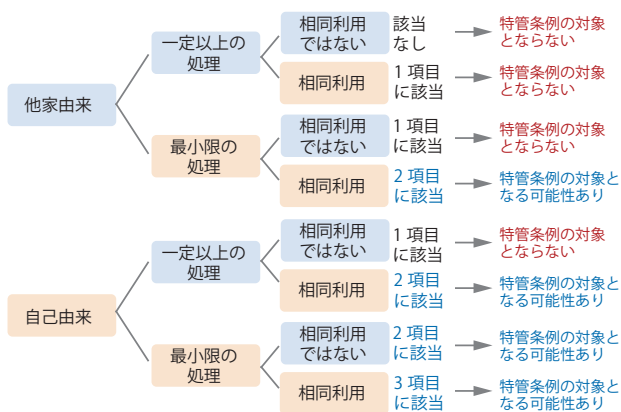 他家由来
一定以上の
処理
相同利用
ではない
該当
なし
特管条例の対象
とならない
相同利用
1 項目
に該当
特管条例の対象
とならない
最小限の
処理
相同利用
ではない
1 項目
に該当
特管条例の対象
とならない
相同利用
2 項目
に該当
特管条例の対象と
なる可能性あり
自己由来
一定以上の
処理
相同利用
ではない
1 項目
に該当
特管条例の対象
とならない
相同利用
2 項目
に該当
特管条例の対象と
なる可能性あり
最小限の
処理
相同利用
ではない
2 項目
に該当
特管条例の対象と
なる可能性あり
相同利用
3 項目
に該当
特管条例の対象と
なる可能性あり